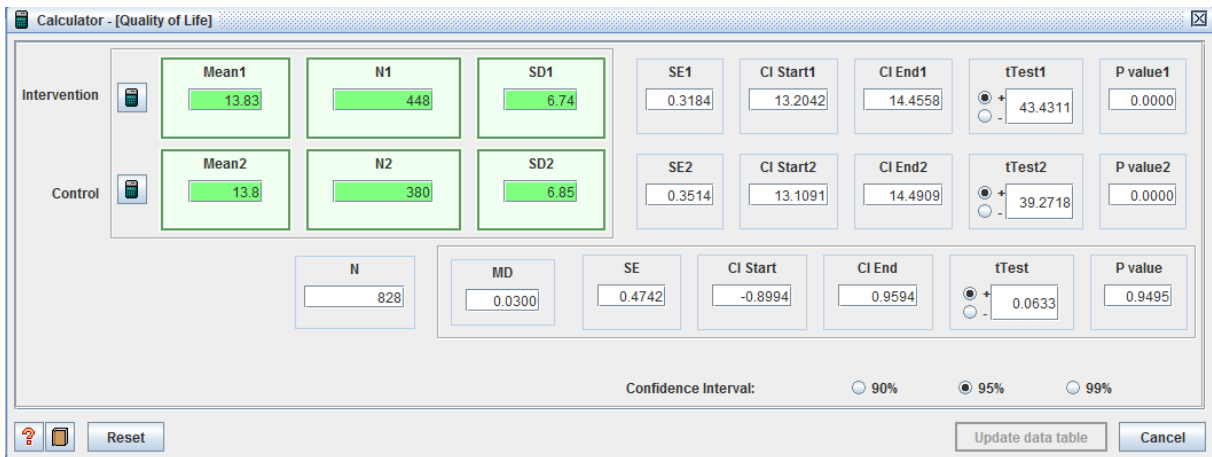 Calculator - [Quality of Life]
Mean1 N1 SD1 SE1 CI Start1 CI End1 tTest1 P value1
Intervention 13.83 448 6.74 0.3184 13.2042 14.4558 + - 43.4311 0.0000
Mean2 N2 SD2 SE2 CI Start2 CI End2 tTest2 P value2
Control 13.8 380 6.85 0.3514 13.1091 14.4909 + - 39.2718 0.0000
N MD SE CI Start CI End tTest P value
828 0.0300 0.4742 -0.8994 0.9594 + - 0.0633 0.9495
Confidence Interval: 90% 95% 99%
? Reset Update data table Cancel